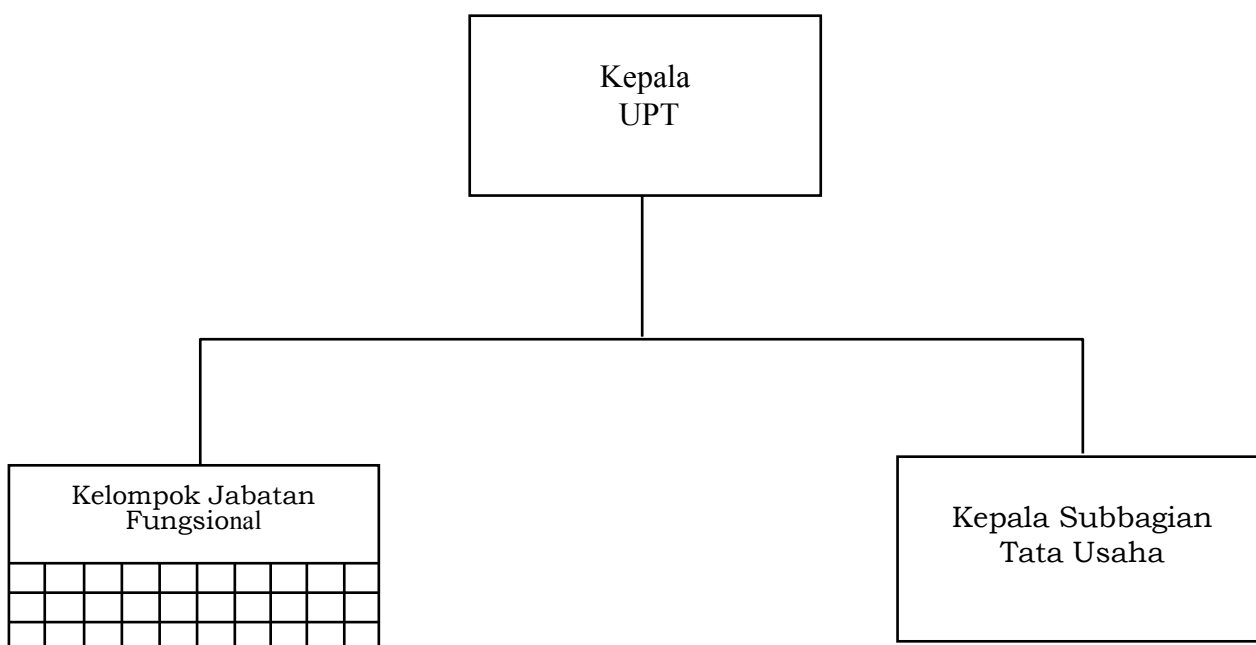 Kepala
UPT
Kelompok Jabatan
Fungsional
Kepala Subbagian
Tata Usaha